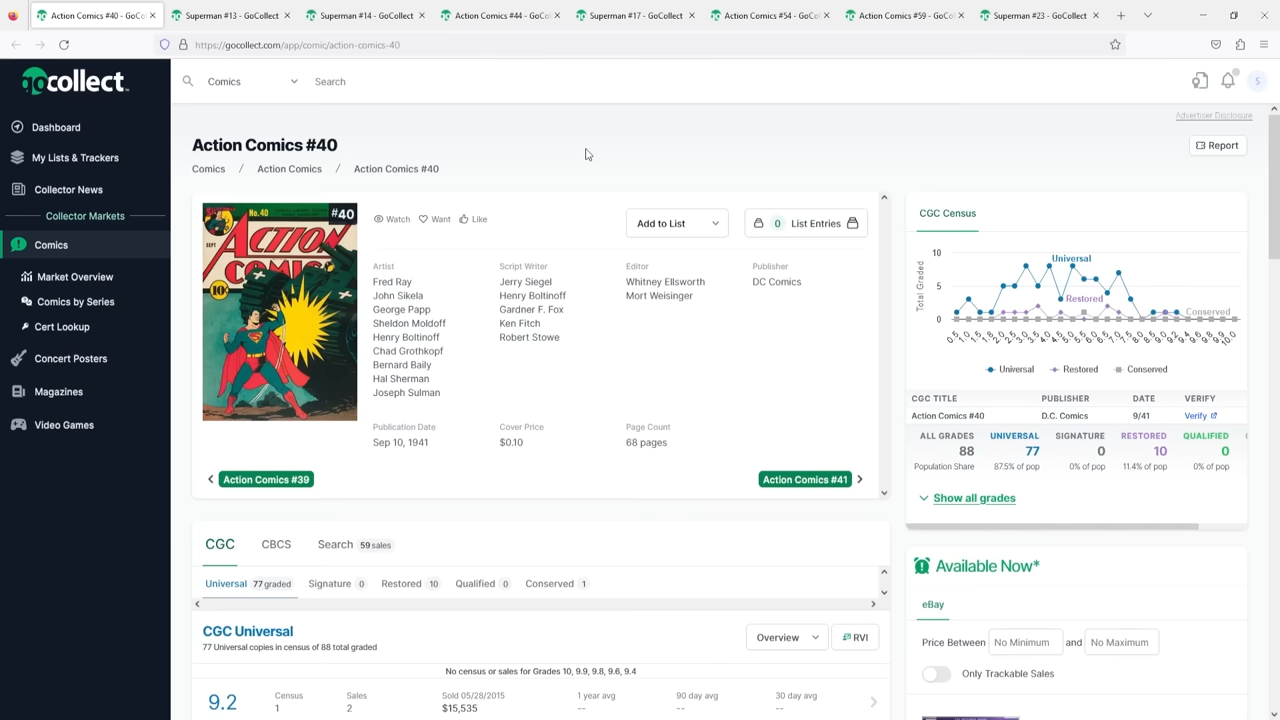 Action Comics #40 - GoCo
Superman #13 - GoCollect
Superman #14 - GoCollect
Action Comics #44 - GoCol
Superman #17 - GoCollect
Action Comics #54 - GoCol
Action Comics #59 - GoCol
Superman #23 - GoCollect
https://gocollect.com/app/comic/action-comics-40
gocollect
Comics
Search
S
Dashboard
My Lists & Trackers
Collector News
Collector Markets
Comics
Market Overview
Comics by Series
Cert Lookup
Concert Posters
Magazines
Video Games
Advertiser Disclosure
Action Comics #40
Report
Comics / Action Comics / Action Comics #40
No.40
#40
ACTION
COMICS
10¢
Watch Want Like
Add to List
0 List Entries
Artist
Fred Ray
John Sikela
George Papp
Sheldon Moldoff
Henry Boltinoff
Chad Grothkopf
Bernard Baily
Hal Sherman
Joseph Sulman
Script Writer
Jerry Siegel
Henry Boltinoff
Gardner F. Fox
Ken Fitch
Robert Stowe
Editor
Whitney Ellsworth
Mort Weisinger
Publisher
DC Comics
Publication Date
Sep 10, 1941
Cover Price
$0.10
Page Count
68 pages
Action Comics #39
Action Comics #41
CGC Census
Total Graded
10
5
0
Universal
Restored
Conserved
Universal Restored Conserved
CGC TITLE PUBLISHER DATE VERIFY
Action Comics #40 D.C. Comics 9/41 Verify
ALL GRADES UNIVERSAL SIGNATURE RESTORED QUALIFIED
88 77 0 10 0
Population Share 87.5% of pop 0% of pop 11.4% of pop 0% of pop
Show all grades
CGC CBCS Search 59 sales
Universal 77 graded Signature 0 Restored 10 Qualified 0 Conserved 1
CGC Universal
77 Universal copies in census of 88 total graded
Overview
RVI
No census or sales for Grades 10, 9.9, 9.8, 9.6, 9.4
9.2
Census
1
Sales
2
Sold 05/28/2015
$15,535
1 year avg
--
90 day avg
--
30 day avg
--
Available Now*
eBay
Price Between No Minimum and No Maximum
Only Trackable Sales